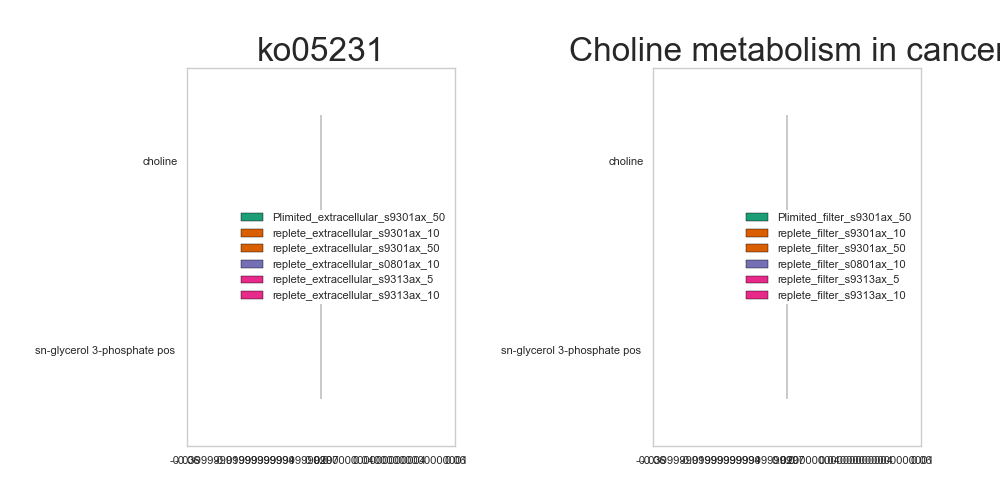 ko05231
Choline metabolism in cancer
choline
Plimited_extracellular_s9301ax_50
replete_extracellular_s9301ax_10
replete_extracellular_s9301ax_50
replete_extracellular_s0801ax_10
replete_extracellular_s9313ax_5
replete_extracellular_s9313ax_10
sn-glycerol 3-phosphate pos
choline
Plimited_filter_s9301ax_50
replete_filter_s9301ax_10
replete_filter_s9301ax_50
replete_filter_s0801ax_10
replete_filter_s9313ax_5
replete_filter_s9313ax_10
sn-glycerol 3-phosphate pos